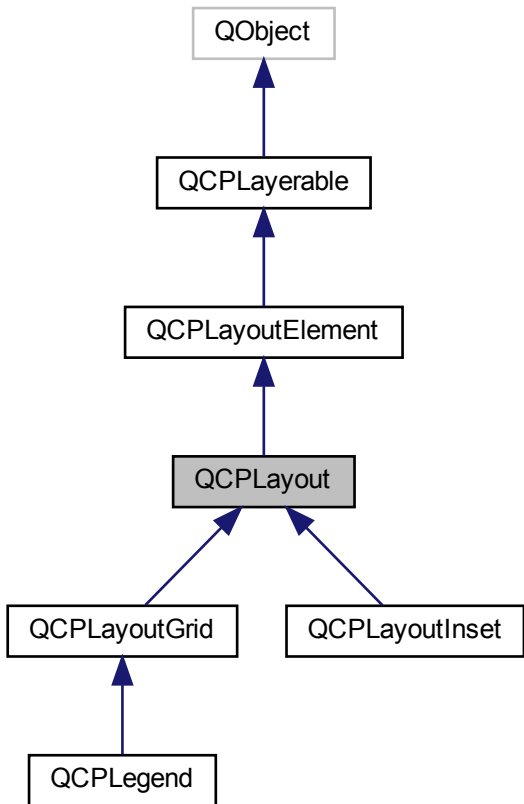 QObject
QCPLayerable
QCPLayoutElement
QCPLayout
QCPLayoutGrid
QCPLayoutInset
QCPLegend